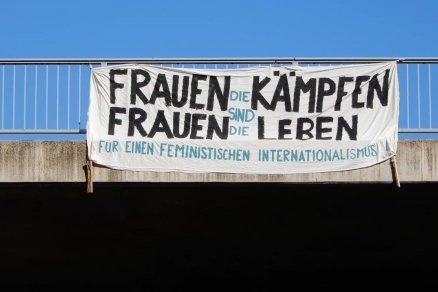 FRAUEN DIE KÄMPFEN
SIND
FRAUEN DIE LEBEN
FÜR EINEN FEMINISTISCHEN INTERNATIONALISMUS